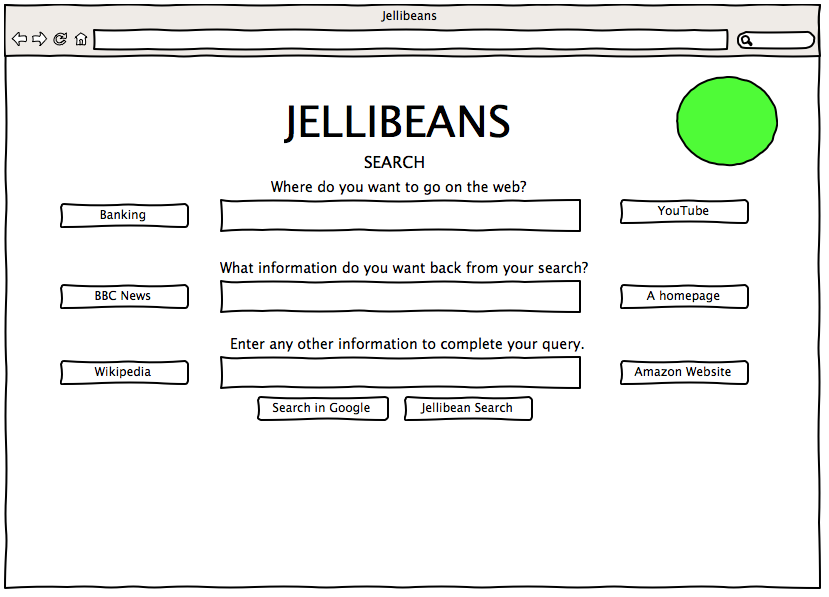 Jellibeans
JELLIBEANS
SEARCH
Where do you want to go on the web?
Banking
YouTube
What information do you want back from your search?
BBC News
A homepage
Enter any other information to complete your query.
Wikipedia
Amazon Website
Search in Google
Jellibean Search